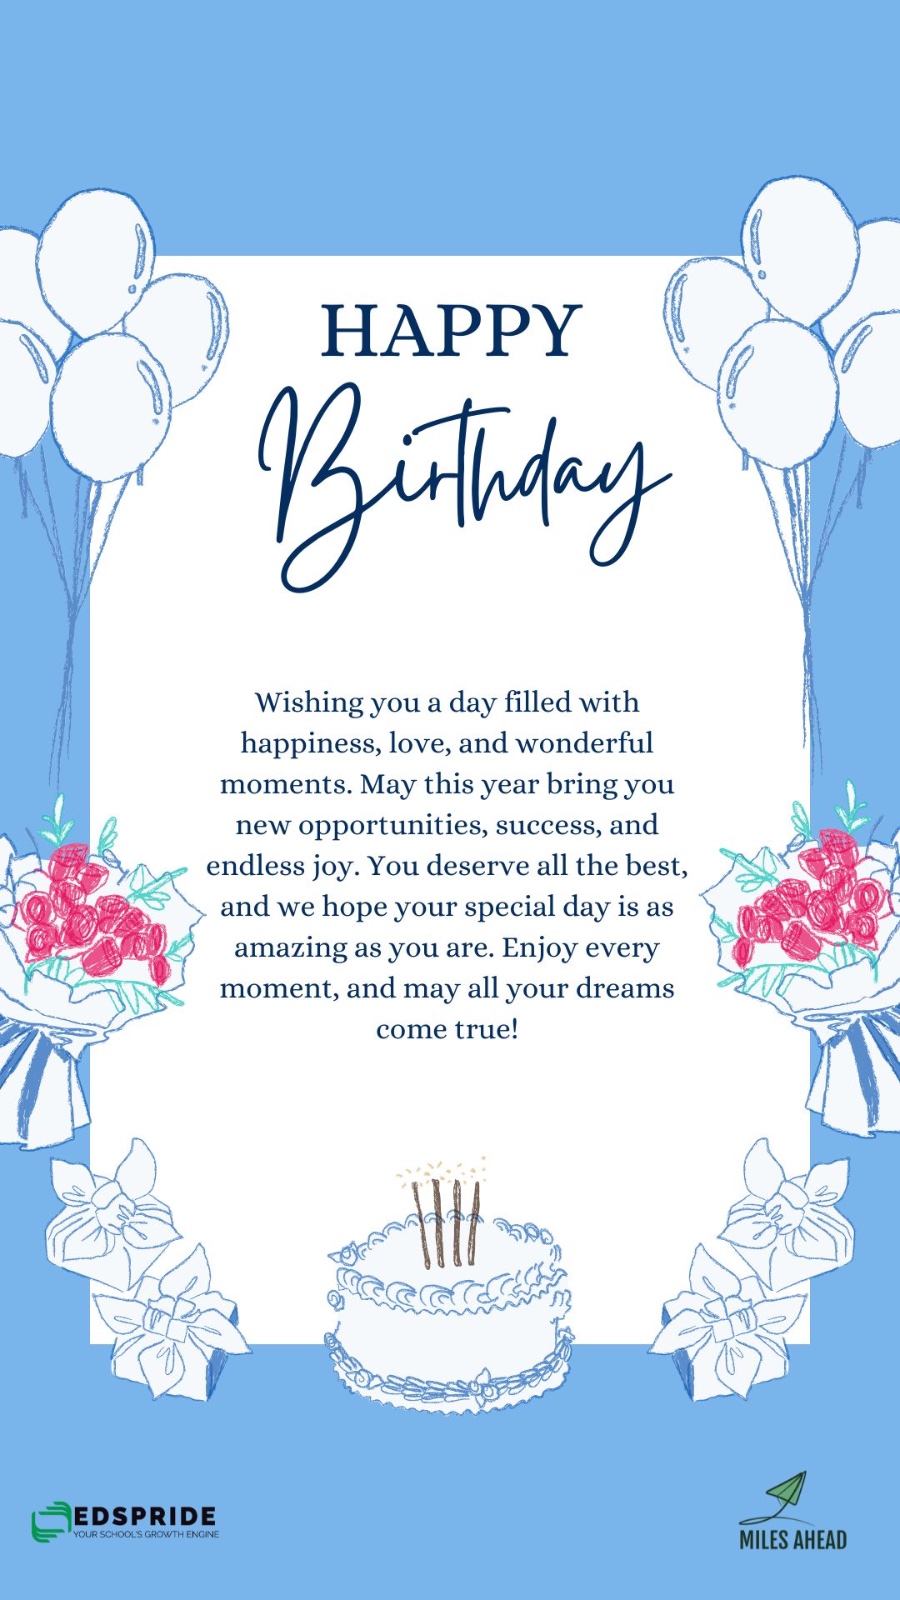 HAPPY
Birthday
Wishing you a day filled with
happiness, love, and wonderful
moments. May this year bring you
new opportunities, success, and
endless joy. You deserve all the best,
and we hope your special day is as
amazing as you are. Enjoy every
moment, and may all your dreams
come true!
EDSPRIDE
YOUR SCHOOL'S GROWTH ENGINE
MILES AHEAD